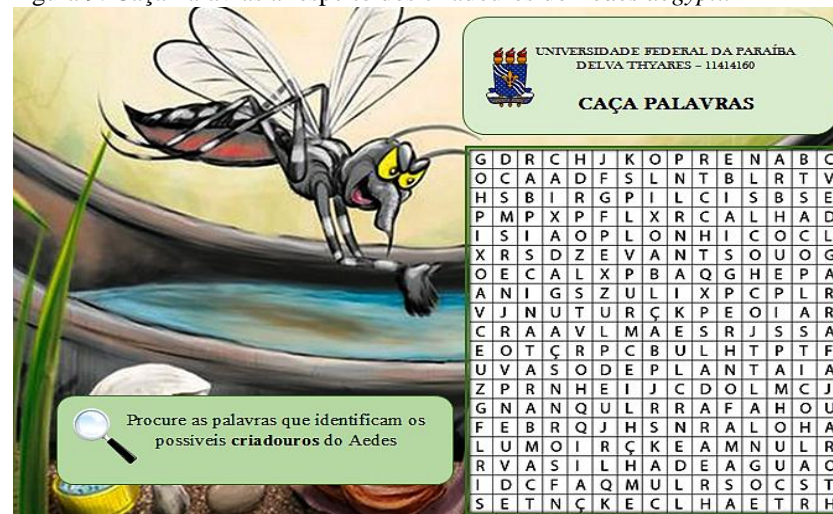 UNIVERSIDADE FEDERAL DA PARAÍBA
DELVA THYARES – 11414160
CAÇA PALAVRAS
G D R C H J K O P R E N A B C
O C A A D F S L N T B L R T V
H S B I R G P I L C I S B S E
P M P X P F L X R C A L H A D
I S I A O P L O N H I C O C L
X R S D Z E V A N T S O U O G
O E C A L X P B A Q G H E P A
A N I G S Z U L I X P C P L R
V J N U T U R Ç K P E O I A R
C R A A V L M A E S R J S S A
E O T Ç R P C B U L H T P T F
U V A S O D E P L A N T A I A
Z P R N H E I J C D O L M C J
G N A N Q U L R R A F A H O U
F E B R Q J H S N R A L O H A
L U M O I R Ç K E A M N U L R
R V A S I L H A D E A G U A O
I D C F A Q M U L R S O C S T
S E T N Ç K E C L H A E T R H
Procure as palavras que identificam os
possíveis criadouros do Aedes